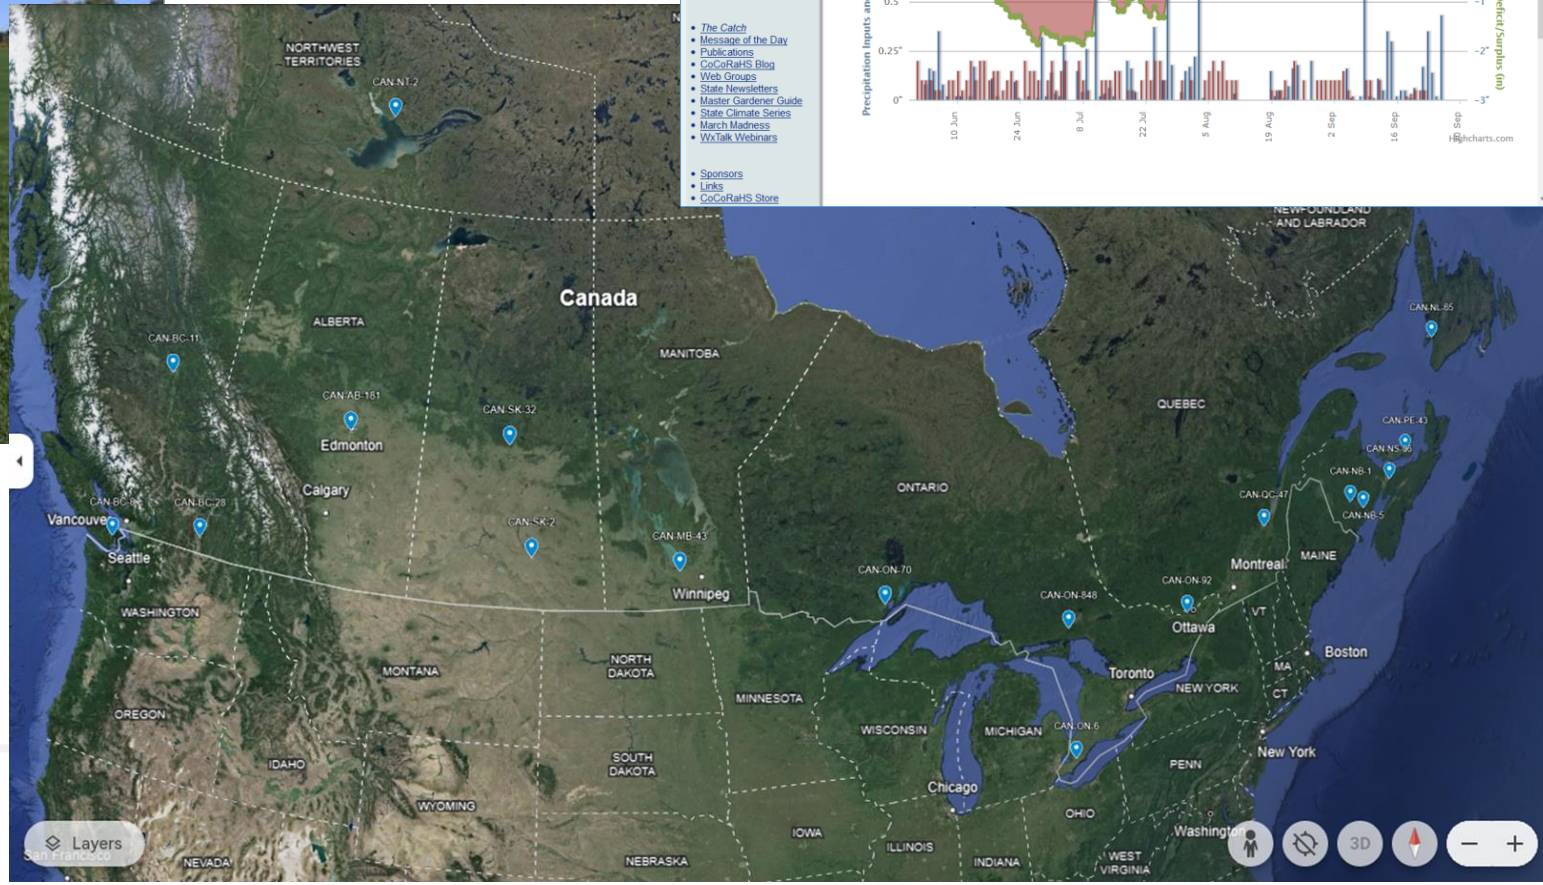 NORTHWEST
TERRITORIES
CAN-NT-2
The Catch
Message of the Day
Publications
CoCoRaHS Blog
Web Groups
State Newsletters
Master Gardener Guide
State Climate Series
March Madness
WxTalk Webinars
Sponsors
Links
CoCoRaHS Store
Precipitation Inputs
0.5"
0.25"
0"
-1"
-2"
-3"
Deficit/Surplus (in)
10 Jun
24 Jun
8 Jul
22 Jul
5 Aug
19 Aug
2 Sep
16 Sep
Sep
Highcharts.com
NEWFOUNDLAND
AND LABRADOR
Canada
ALBERTA
MANITOBA
CAN-NL-65
CAN-BC-11
CAN-AB-181
Edmonton
CAN-SK-32
QUEBEC
CAN-PE-43
CAN-NS-
CAN-NB-1
CAN-NB-5
Calgary
ONTARIO
CAN-QC-47
CAN-BC-
CAN-BC-28
Vancouver
Seattle
CAN-SK-2
CAN-MB-43
Winnipeg
CAN-ON-70
CAN-ON-848
CAN-ON-92
Ottawa
Montreal
MAINE
VT
WASHINGTON
MONTANA
NORTH
DAKOTA
MINNESOTA
Toronto
NEW YORK
MA
CT
Boston
OREGON
IDAHO
SOUTH
DAKOTA
WISCONSIN
MICHIGAN
CAN-ON-6
PENN
New York
WYOMING
Chicago
OHIO
Washington
IOWA
ILLINOIS
INDIANA
WEST
VIRGINIA
NEBRASKA
NEVADA
San Francisco
Layers
3D